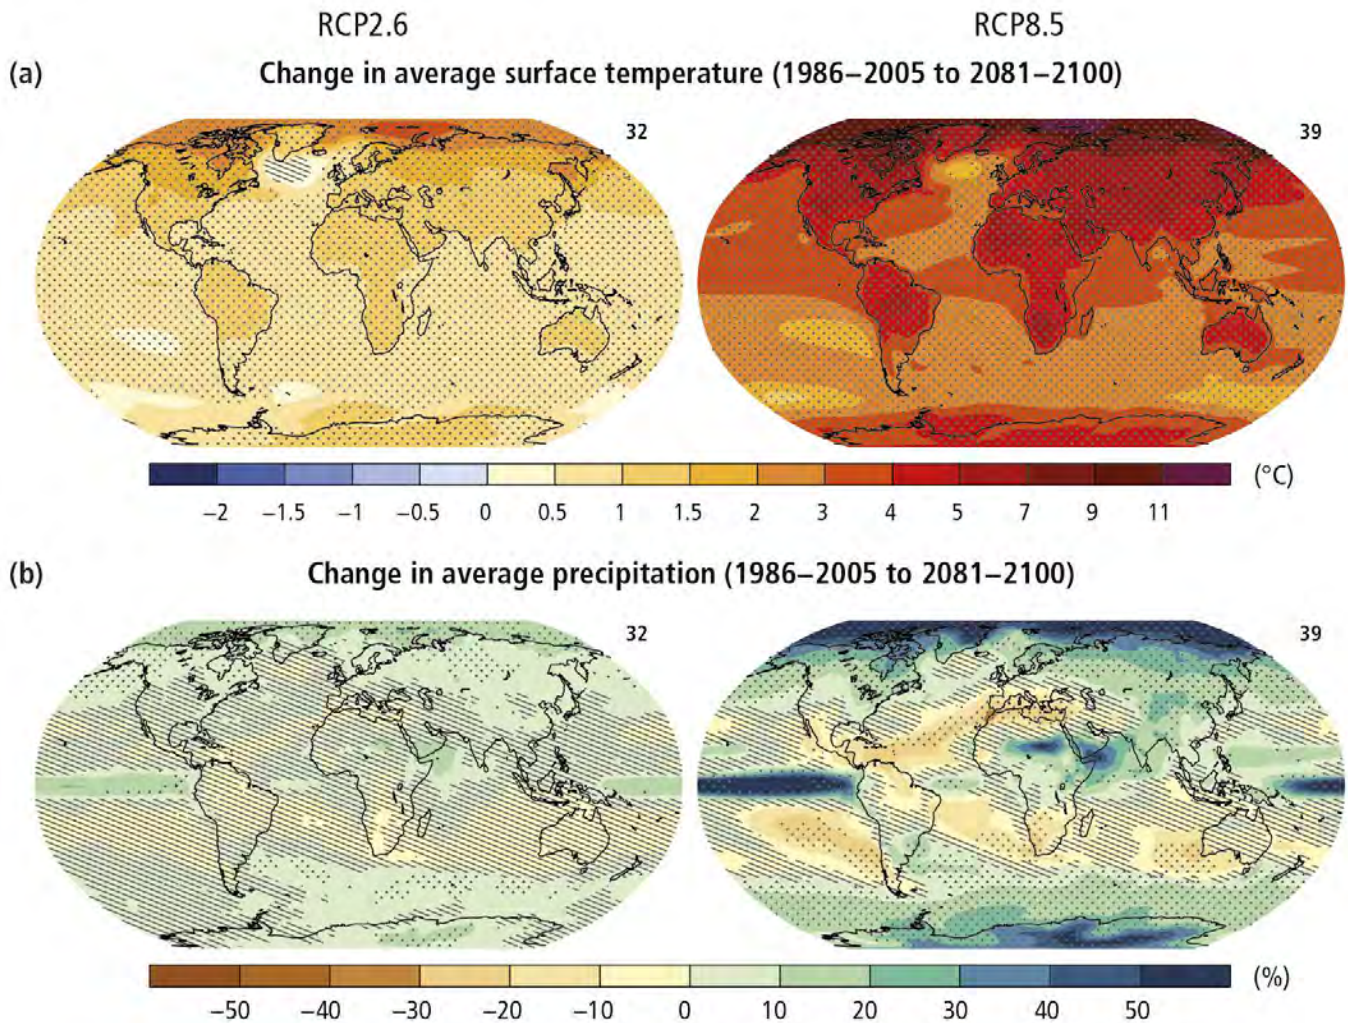 RCP2.6 RCP8.5
(a) Change in average surface temperature (1986–2005 to 2081–2100)
32 39
−2 −1.5 −1 −0.5 0 0.5 1 1.5 2 3 4 5 7 9 11 (°C)
(b) Change in average precipitation (1986–2005 to 2081–2100)
32 39
−50 −40 −30 −20 −10 0 10 20 30 40 50 (%)